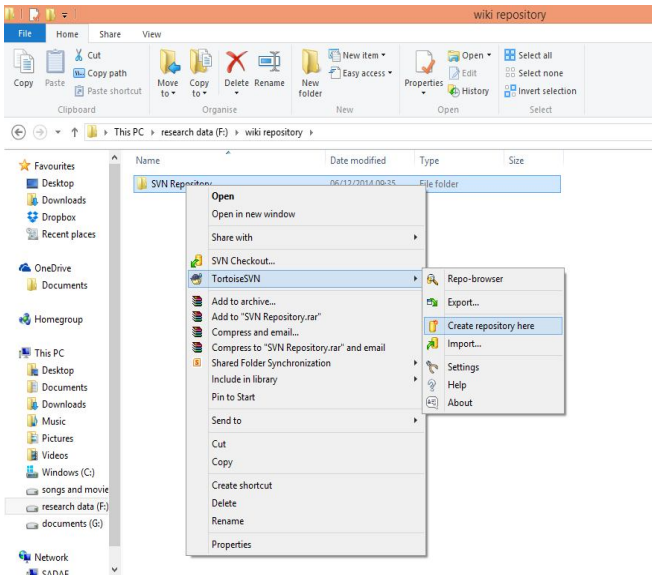 wiki repository
File Home Share View
Cut
Copy path
Paste shortcut
Copy Paste
Move to
Copy to
Delete Rename
New folder
New item
Easy access
Properties
Open
Edit
History
Select all
Select none
Invert selection
Clipboard Organise New Open Select
This PC research data (F:) wiki repository
Name Date modified Type Size
SVN Repository 06/12/2014 09:35 File folder
Favourites
Desktop
Downloads
Dropbox
Recent places
OneDrive
Documents
Homegroup
This PC
Desktop
Documents
Downloads
Music
Pictures
Videos
Windows (C:)
songs and movie
research data (F:)
documents (G:)
Network
SADAF
Open
Open in new window
Share with
SVN Checkout...
TortoiseSVN
Add to archive...
Add to "SVN Repository.rar"
Compress and email...
Compress to "SVN Repository.rar" and email
Shared Folder Synchronization
Include in library
Pin to Start
Send to
Cut
Copy
Create shortcut
Delete
Rename
Properties
Repo-browser
Export...
Create repository here
Import...
Settings
Help
About